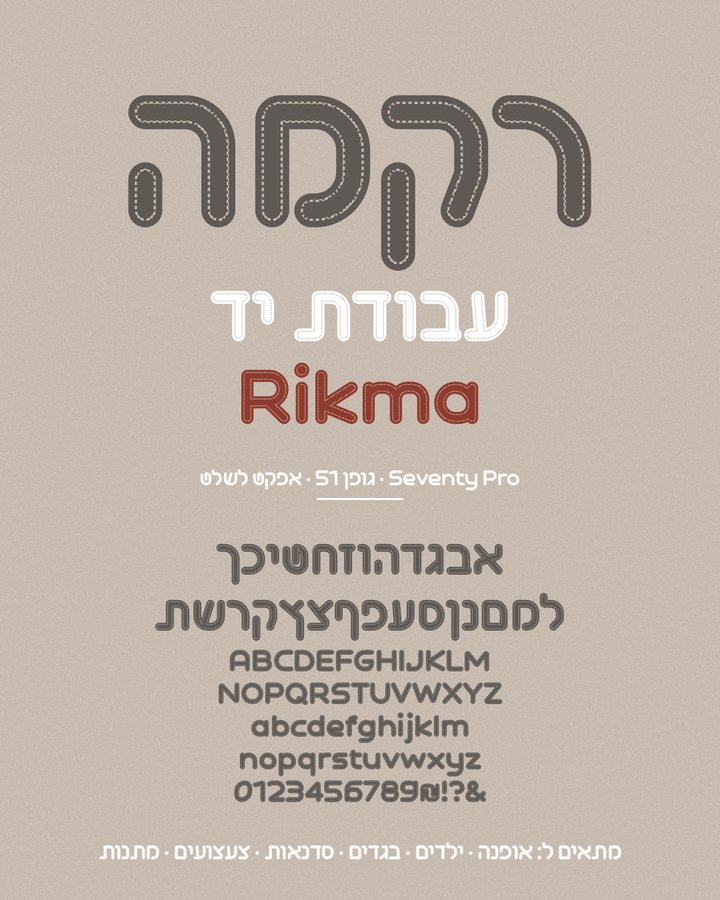 רקמה
עבודת יד
Rikma
Seventy Pro · גופן 51 · אפקט לשלט
אבגדהוזחטיכך
למםנןסעפףצץקרשת
ABCDEFGHIJKLM
NOPQRSTUVWXYZ
abcdefghijklm
nopqrstuvwxyz
0123456789₪!?&
מתאים ל: אופנה · ילדים · בגדים · סדנאות · צעצועים · מתנות